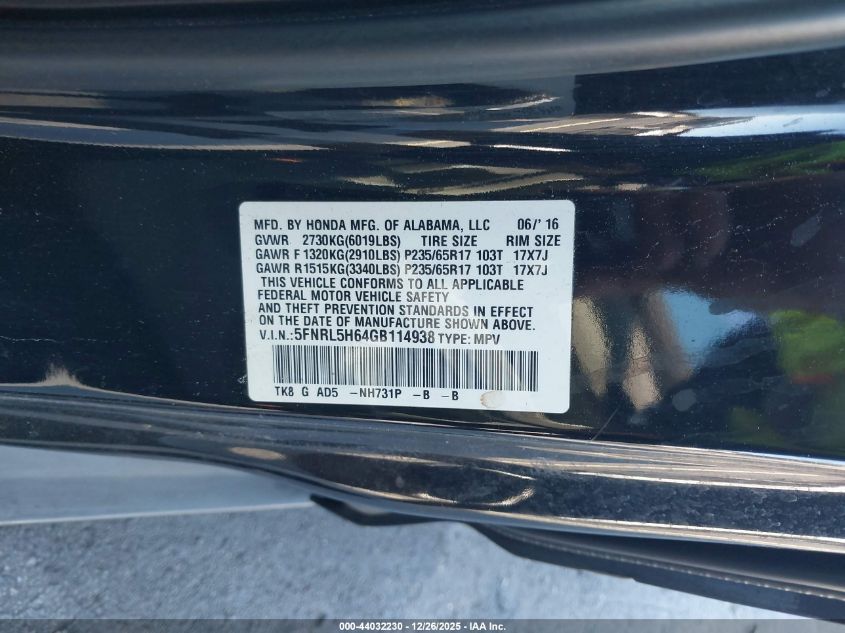 MFD. BY HONDA MFG. OF ALABAMA, LLC 06/' 16
GVWR 2730KG(6019LBS) TIRE SIZE RIM SIZE
GAWR F 1320KG(2910LBS) P235/65R17 103T 17X7J
GAWR R1515KG(3340LBS) P235/65R17 103T 17X7J
THIS VEHICLE CONFORMS TO ALL APPLICABLE
FEDERAL MOTOR VEHICLE SAFETY
AND THEFT PREVENTION STANDARDS IN EFFECT
ON THE DATE OF MANUFACTURE SHOWN ABOVE.
V.I.N.:5FNRL5H64GB114938 TYPE: MPV
TK8 G AD5 -NH731P -B -B
000-44032230 - 12/26/2025 - IAA Inc.